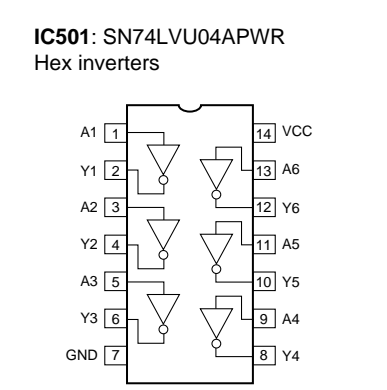 IC501: SN74LVU04APWR
Hex inverters
A1 1 14 VCC
Y1 2 13 A6
A2 3 12 Y6
Y2 4 11 A5
A3 5 10 Y5
Y3 6 9 A4
GND 7 8 Y4